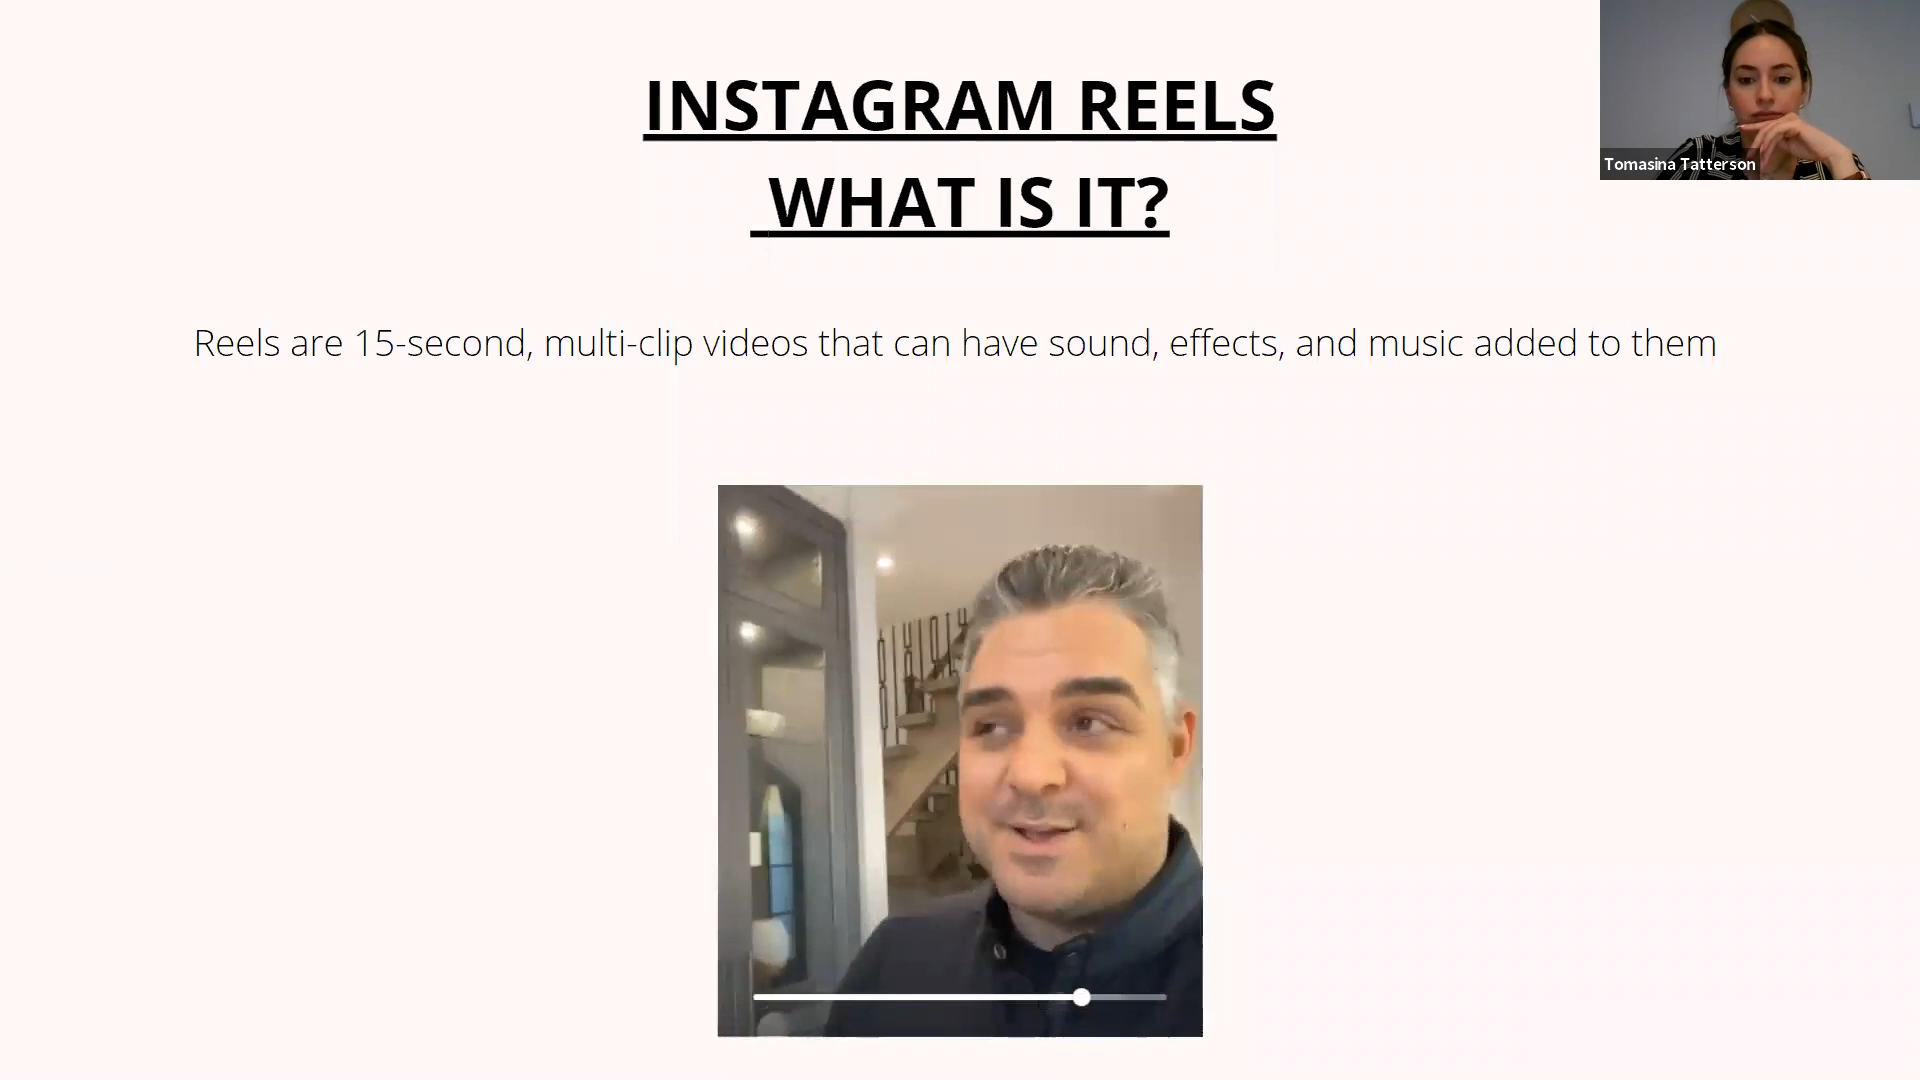 INSTAGRAM REELS
WHAT IS IT?
Reels are 15-second, multi-clip videos that can have sound, effects, and music added to them
Tomasina Tatterson